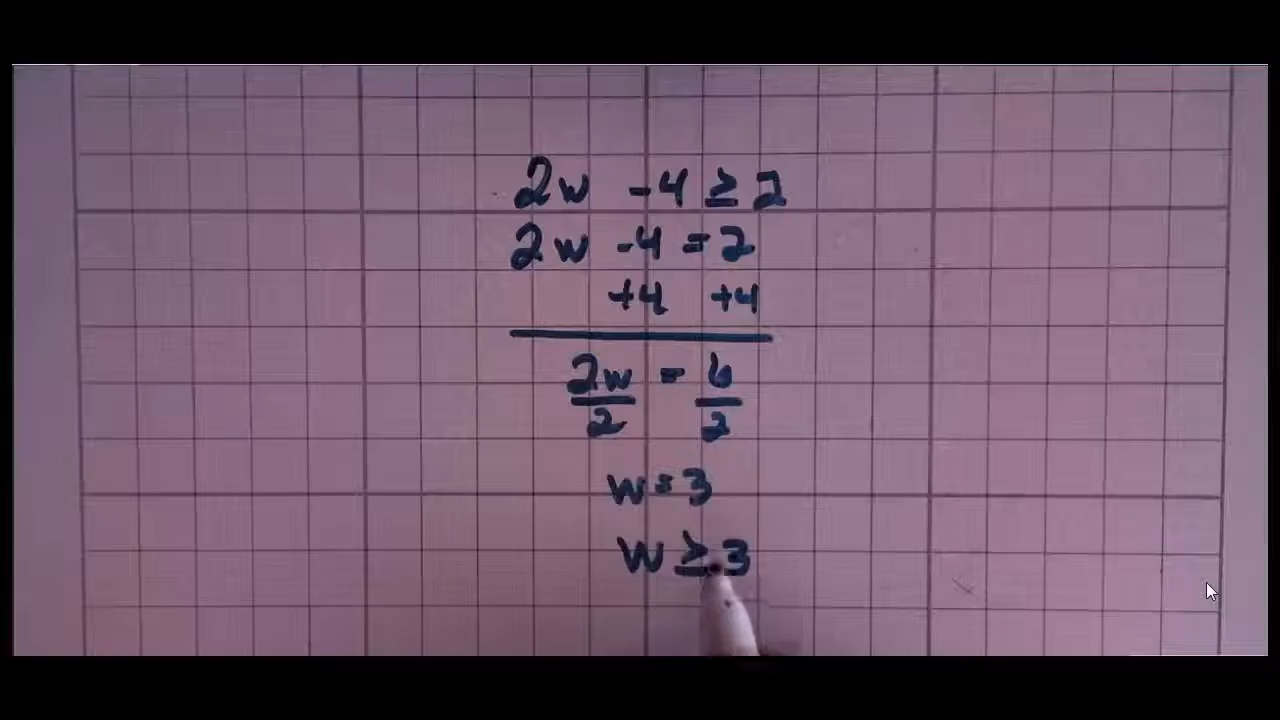 2w - 4 ≥ 2
2w - 4 = 2
+4 +4
2w = 6
2 2
w = 3
w ≥ 3